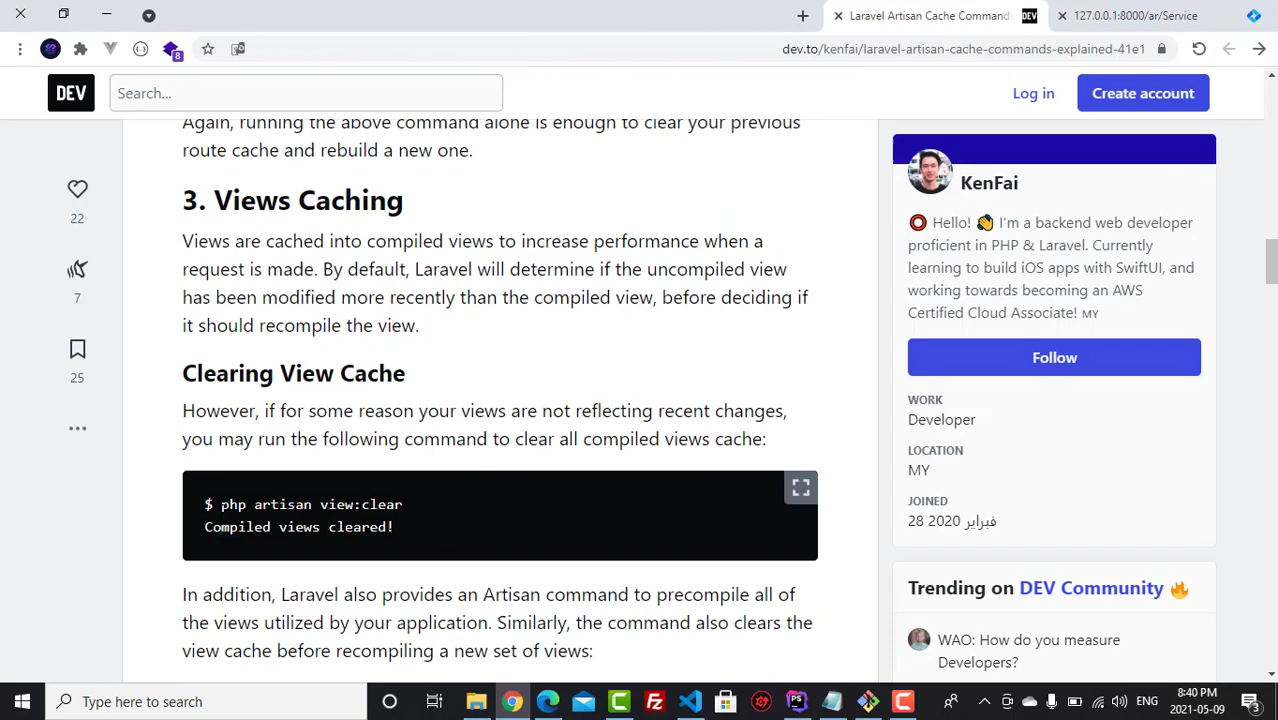 Laravel Artisan Cache Command
DEV
127.0.0.1:8000/ar/Service
8
dev.to/kenfai/laravel-artisan-cache-commands-explained-41e1
DEV
Search...
Log in
Create account
Again, running the above command alone is enough to clear your previous
route cache and rebuild a new one.
3. Views Caching
Views are cached into compiled views to increase performance when a
request is made. By default, Laravel will determine if the uncompiled view
has been modified more recently than the compiled view, before deciding if
it should recompile the view.
Clearing View Cache
However, if for some reason your views are not reflecting recent changes,
you may run the following command to clear all compiled views cache:
$ php artisan view:clear
Compiled views cleared!
In addition, Laravel also provides an Artisan command to precompile all of
the views utilized by your application. Similarly, the command also clears the
view cache before recompiling a new set of views:
22
7
25
KenFai
⭕ Hello! 👋 I'm a backend web developer
proficient in PHP & Laravel. Currently
learning to build iOS apps with SwiftUI, and
working towards becoming an AWS
Certified Cloud Associate! MY
Follow
WORK
Developer
LOCATION
MY
JOINED
28 فبراير 2020
Trending on DEV Community 🔥
WAO: How do you measure
Developers?
Type here to search
PS
ENG
8:40 PM
2021-05-09
3